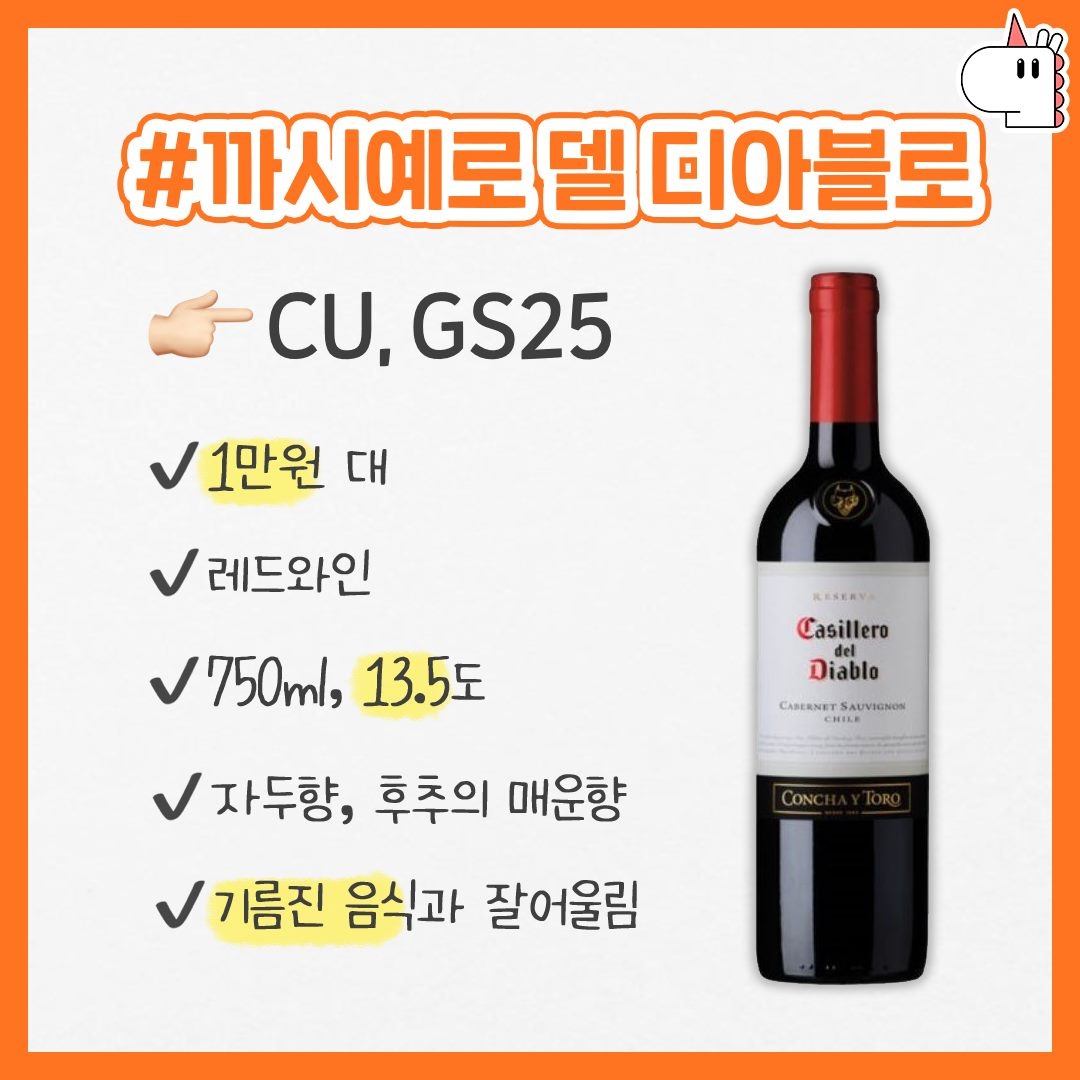 #까시예로 델 디아블로
CU, GS25
1만원 대
레드와인
750ml, 13.5도
자두향, 후추의 매운향
기름진 음식과 잘어울림
RESERVA
Casillero
del
Diablo
CABERNET SAUVIGNON
CHILE
CONCHA Y TORO